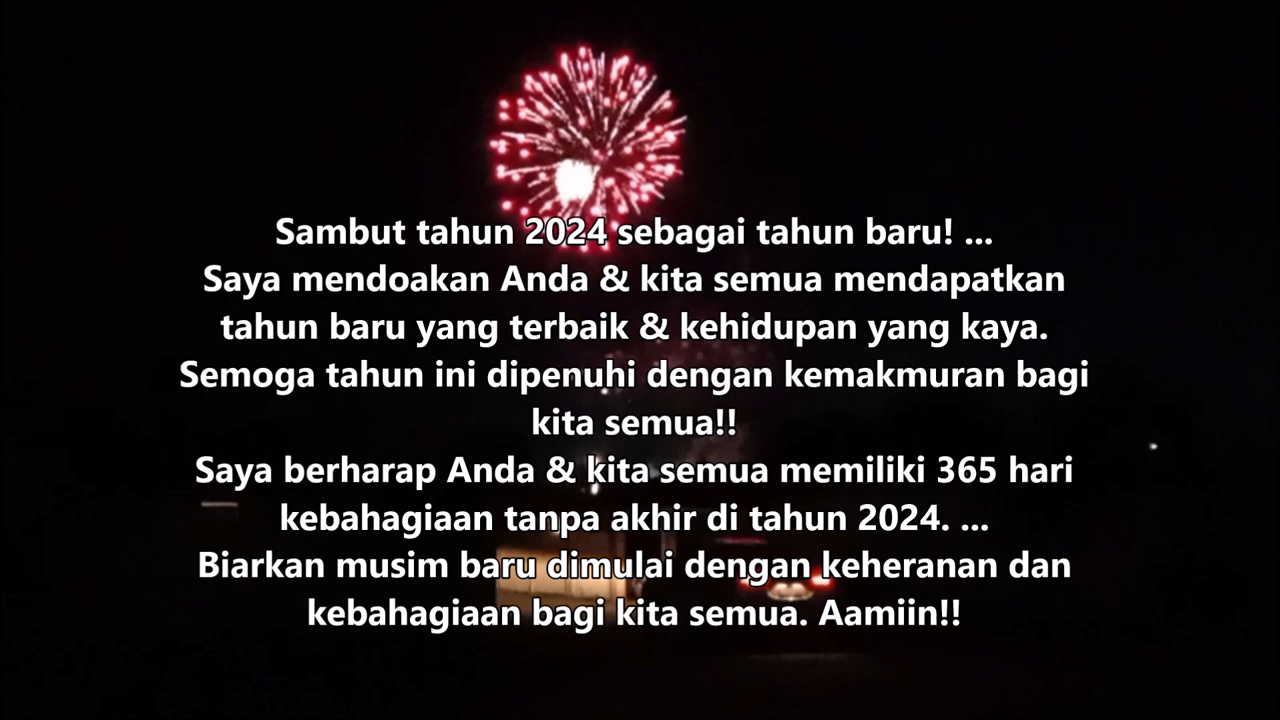 Sambut tahun 2024 sebagai tahun baru! ...
Saya mendoakan Anda & kita semua mendapatkan
tahun baru yang terbaik & kehidupan yang kaya.
Semoga tahun ini dipenuhi dengan kemakmuran bagi
kita semua!!
Saya berharap Anda & kita semua memiliki 365 hari
kebahagiaan tanpa akhir di tahun 2024. ...
Biarkan musim baru dimulai dengan keheranan dan
kebahagiaan bagi kita semua. Aamiin!!